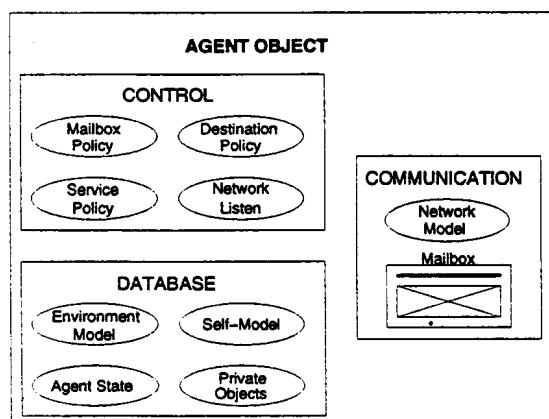 AGENT OBJECT
CONTROL
Mailbox
Policy
Destination
Policy
Service
Policy
Network
Listen
COMMUNICATION
Network
Model
Mailbox
DATABASE
Environment
Model
Self-Model
Agent State
Private
Objects